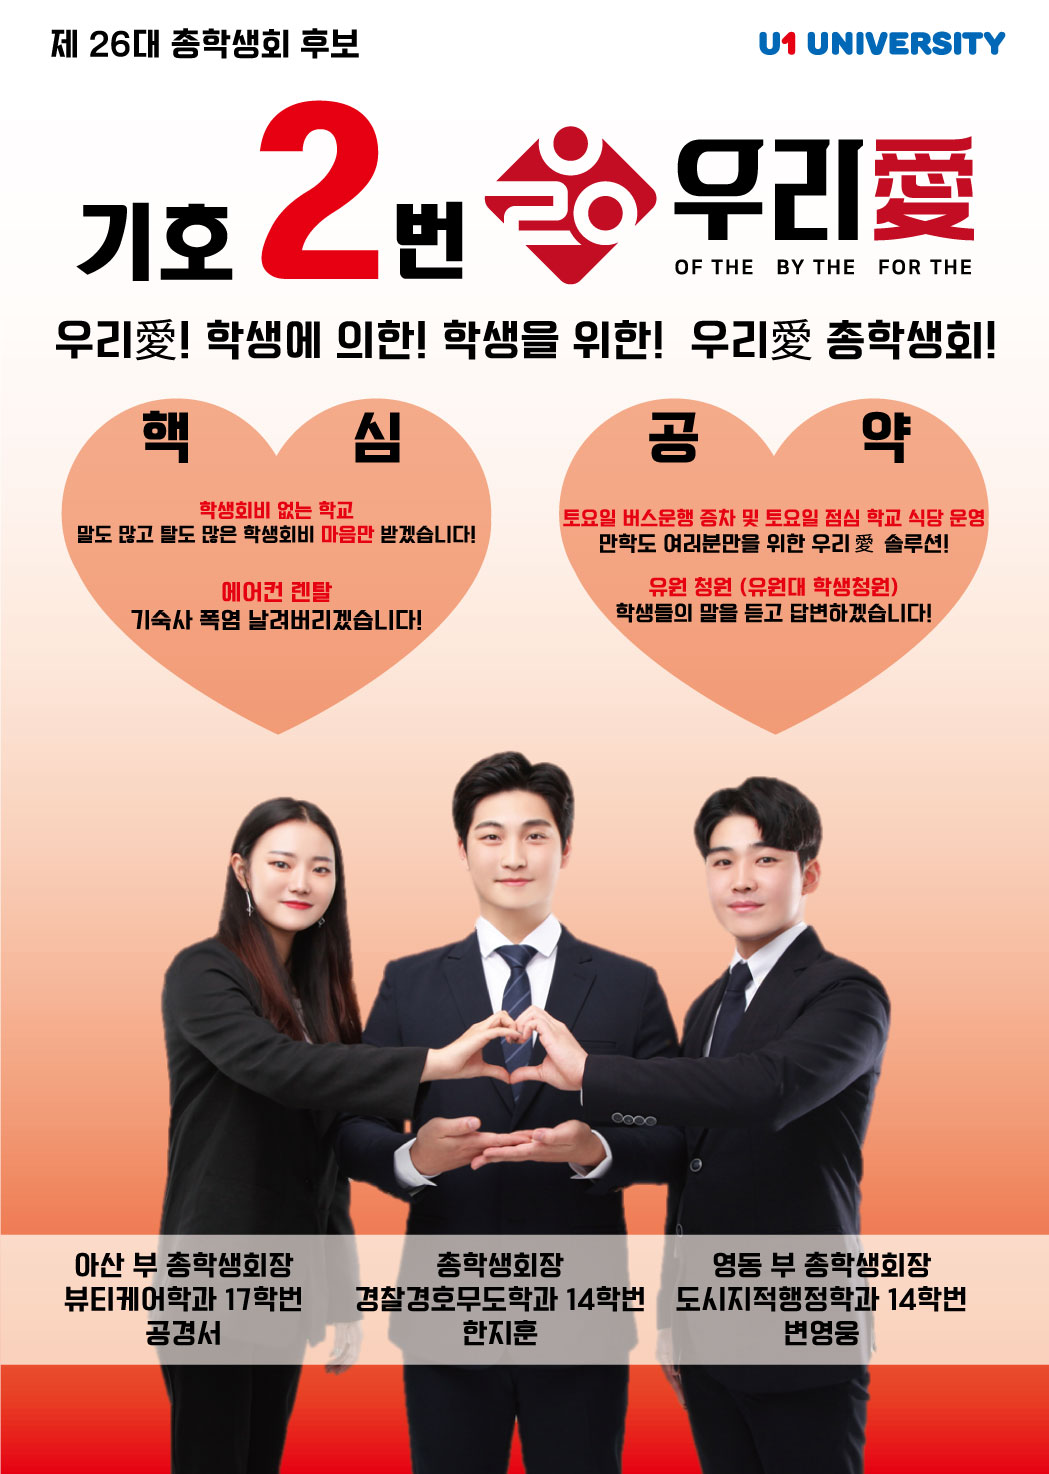 제 26대 총학생회 후보
U1 UNIVERSITY
기호 2번
우리愛
OF THE BY THE FOR THE
우리愛! 학생에 의한! 학생을 위한! 우리愛 총학생회!
핵 심
학생회비 없는 학교
말도 많고 탈도 많은 학생회비 마음만 받겠습니다!
에어컨 렌탈
기숙사 폭염 날려버리겠습니다!
공 약
토요일 버스운행 증차 및 토요일 점심 학교 식당 운영
만학도 여러분만을 위한 우리 愛 솔루션!
유원 청원 (유원대 학생청원)
학생들의 말을 듣고 답변하겠습니다!
아산 부 총학생회장
뷰티케어학과 17학번
공경서
총학생회장
경찰경호무도학과 14학번
한지훈
영동 부 총학생회장
도시지적행정학과 14학번
변영웅